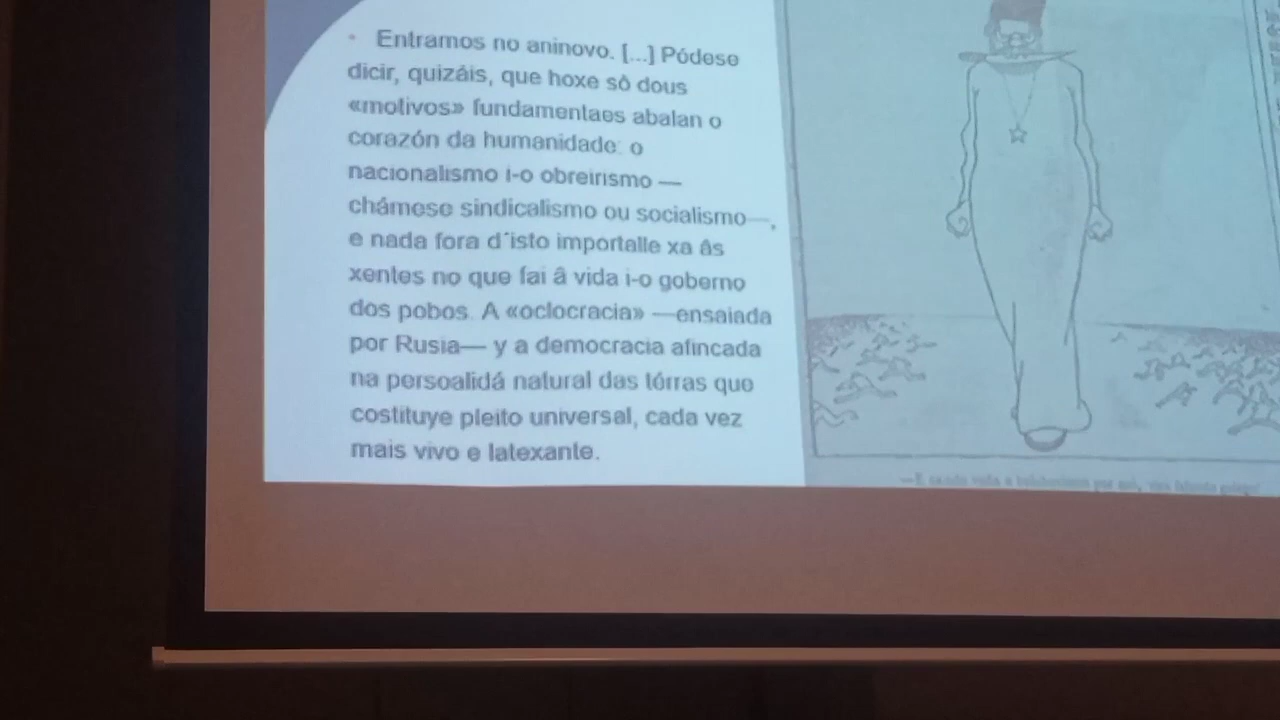 • Entramos no aninovo. [...] Pódese
dicir, quizáis, que hoxe sô dous
«motivos» fundamentaes abalan o
corazón da humanidade: o
nacionalismo i-o obreirismo —
chámese sindicalismo ou socialismo—,
e nada fora d´isto importalle xa âs
xentes no que fai â vida i-o goberno
dos pobos. A «oclocracia» —ensaiada
por Rusia— y a democracia afincada
na persoalidá natural das térras que
costituye pleito universal, cada vez
mais vivo e latexante.